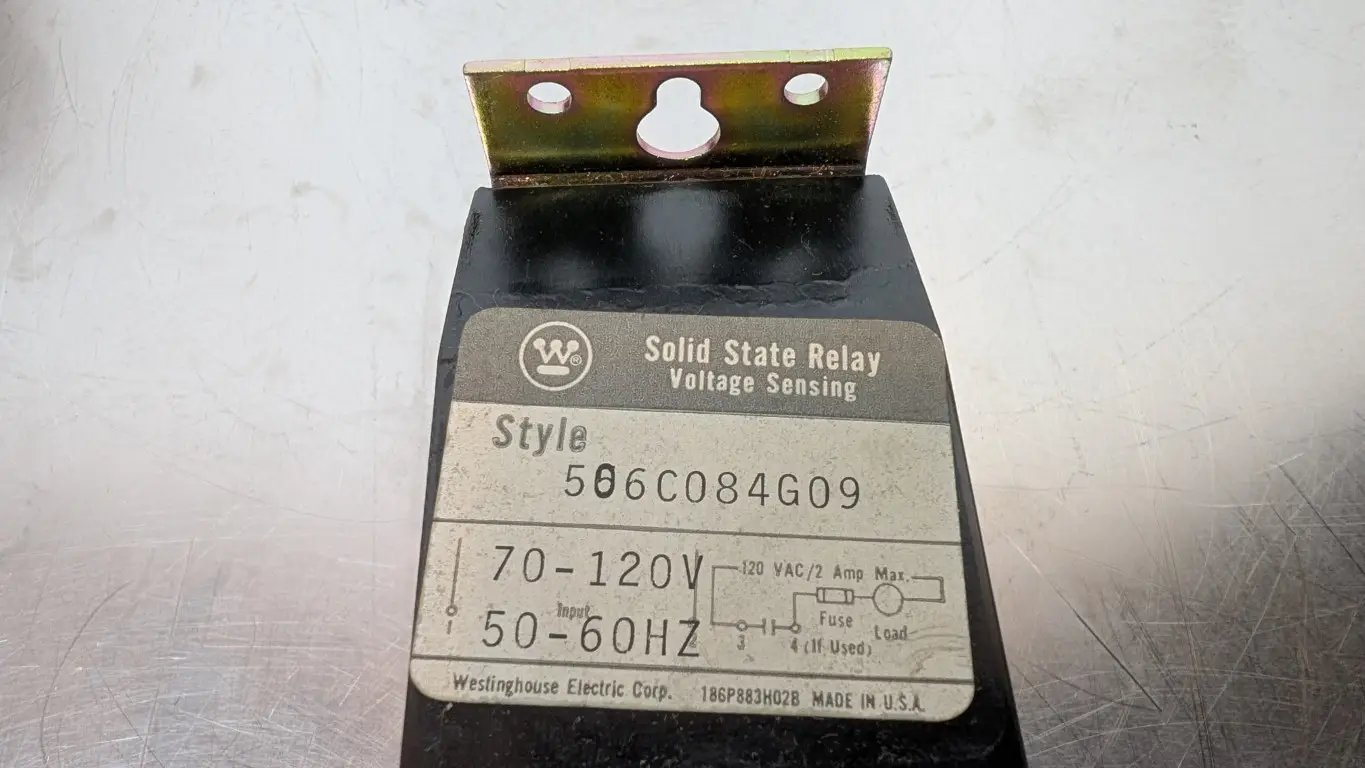 W ®
Solid State Relay
Voltage Sensing
Style
506C084G09
70-120V
Input
50-60HZ
1
120 VAC/2 Amp Max.
Fuse
Load
3
4 (If Used)
Westinghouse Electric Corp. 186P883H02B MADE IN U.S.A.